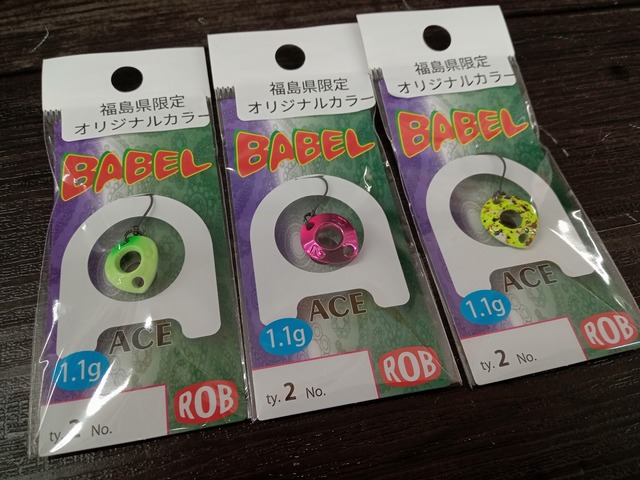 福島県限定
オリジナルカラー
BABEL
ACE
1.1g
ty. 2 No.
ROB
福島県限定
オリジナルカラー
BABEL
ACE
1.1g
ty. 2 No.
ROB
福島県限定
オリジナルカラー
BABEL
ACE
1.1g
ty. 2 No.
ROB